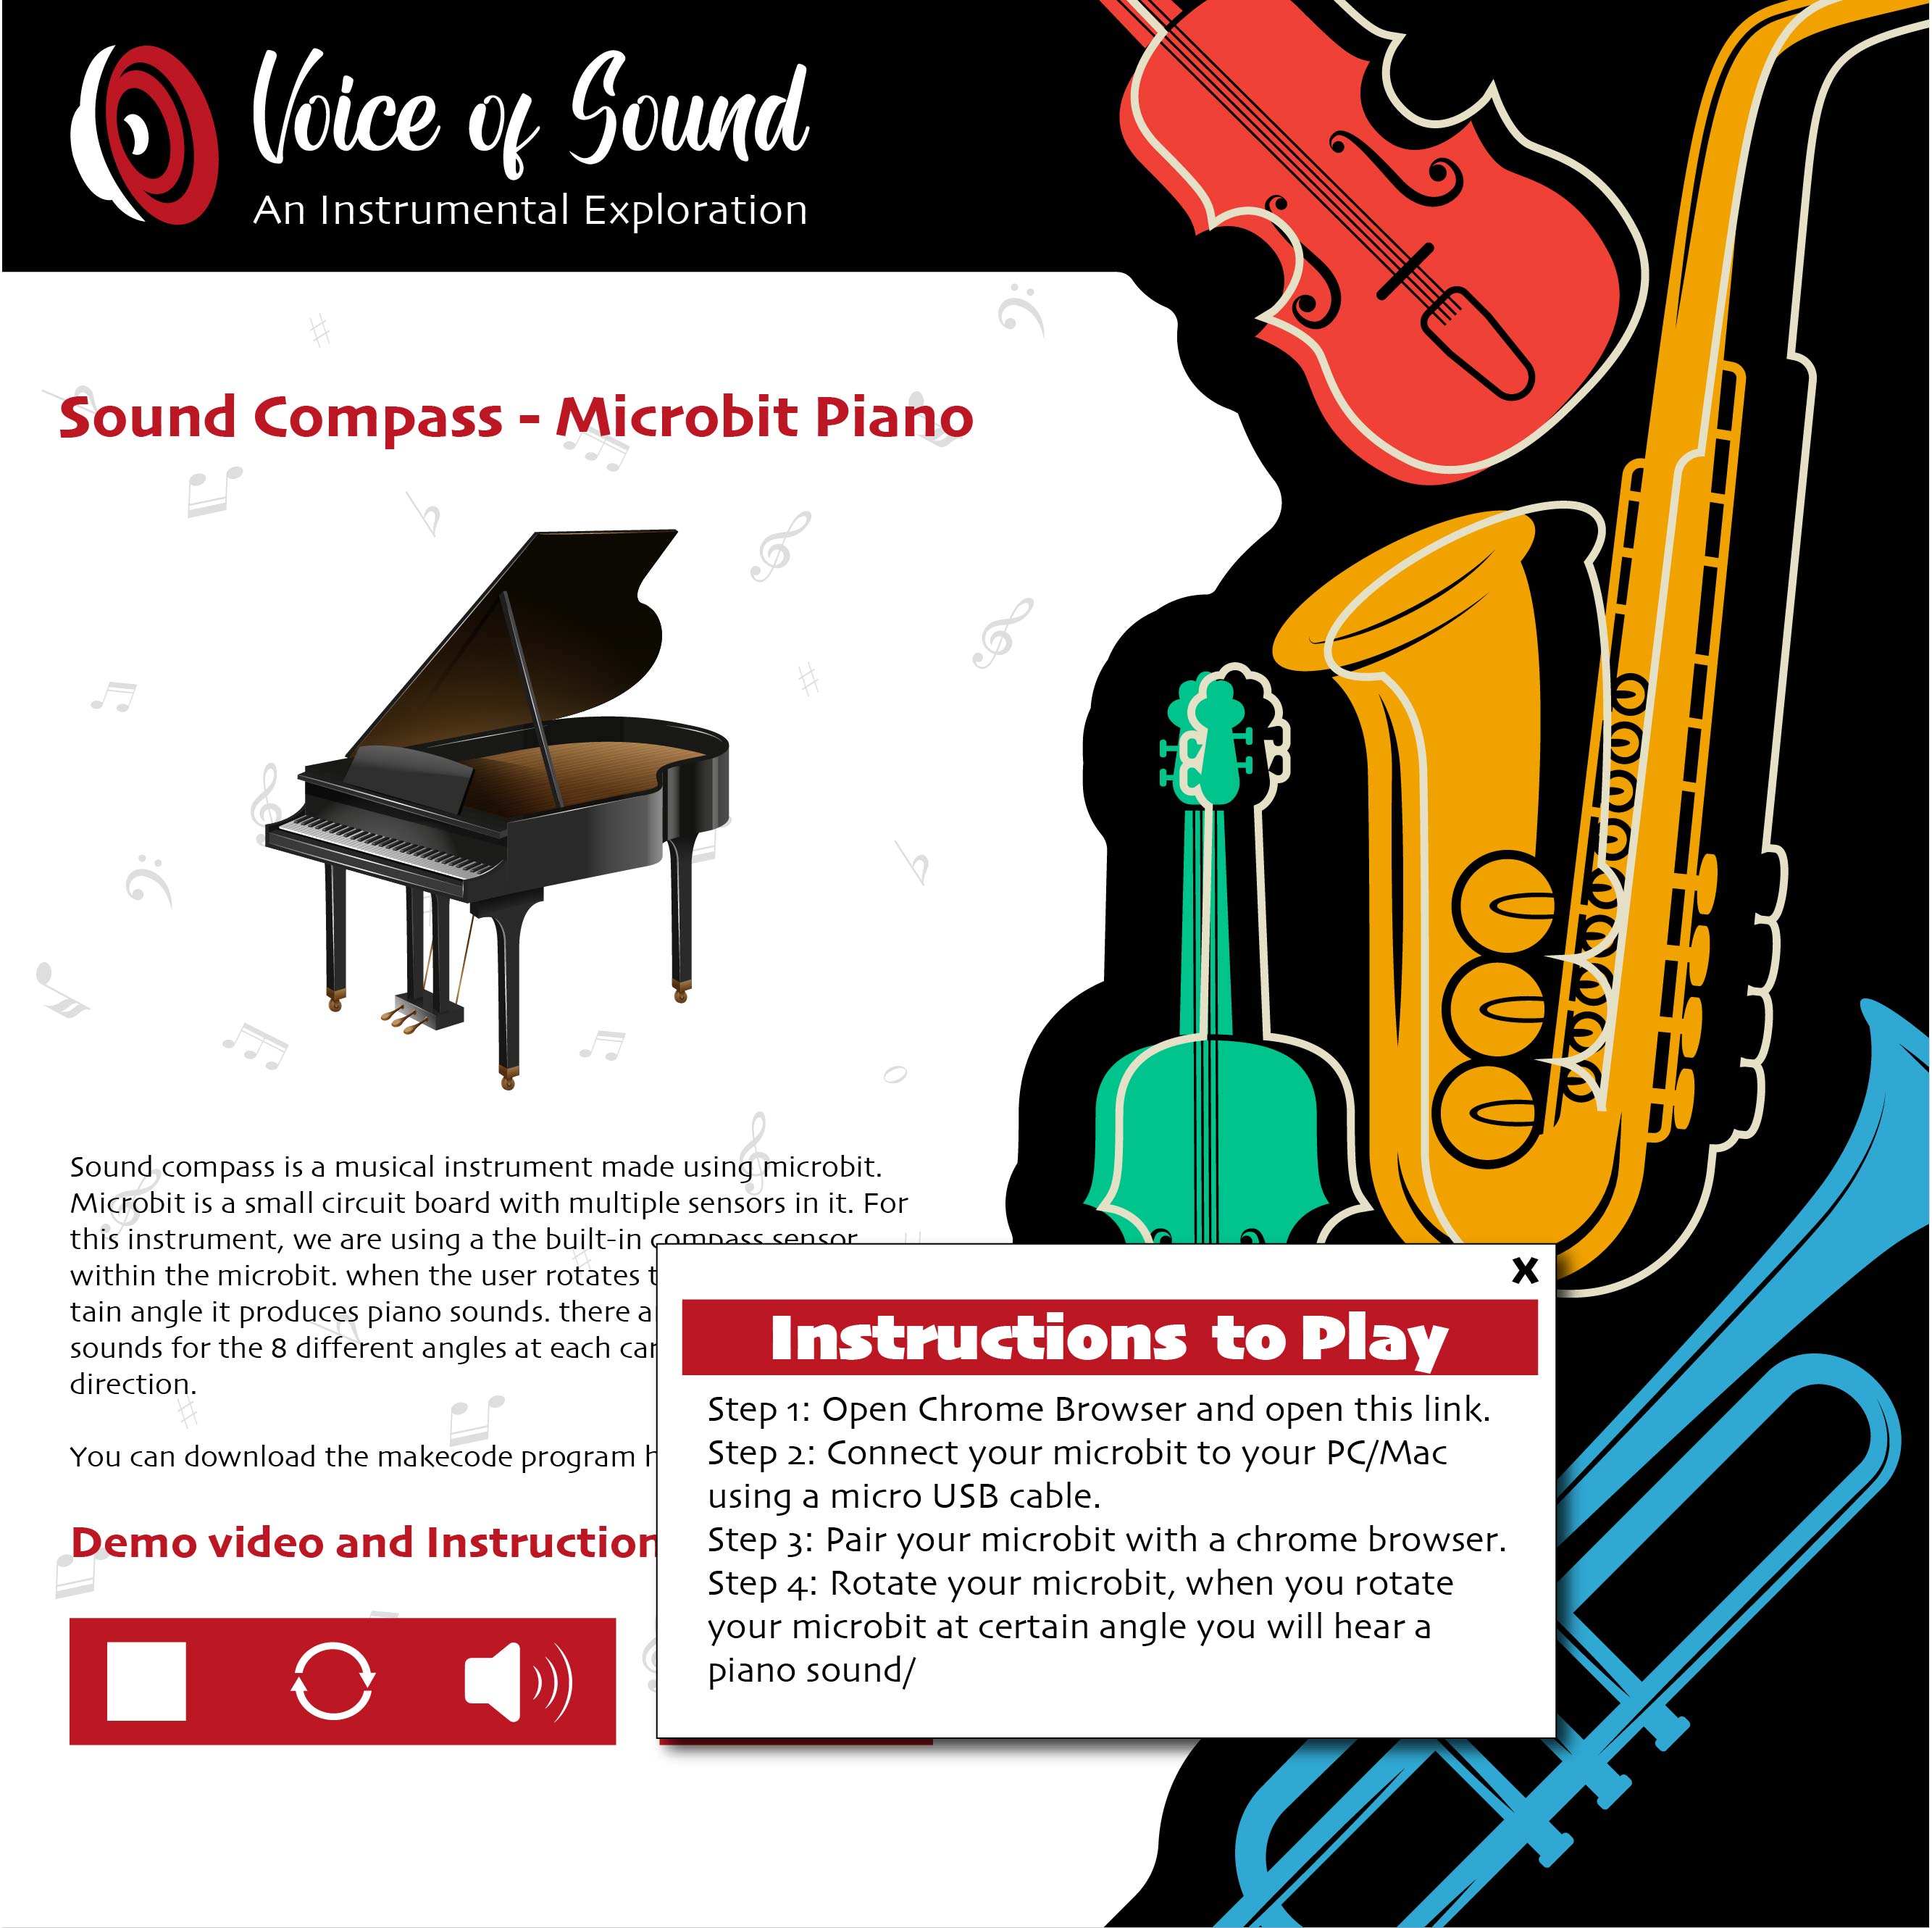 Voice of Sound
An Instrumental Exploration
Sound Compass - Microbit Piano
Sound compass is a musical instrument made using microbit.
Microbit is a small circuit board with multiple sensors in it. For
this instrument, we are using a the built-in compass sensor
within the microbit. when the user rotates
tain angle it produces piano sounds. there
sounds for the 8 different angles at each
direction.
You can download the makecode program
Demo video and Instruction
x
Instructions to Play
Step 1: Open Chrome Browser and open this link.
Step 2: Connect your microbit to your PC/Mac
using a micro USB cable.
Step 3: Pair your microbit with a chrome browser.
Step 4: Rotate your microbit, when you rotate
your microbit at certain angle you will hear a
piano sound/